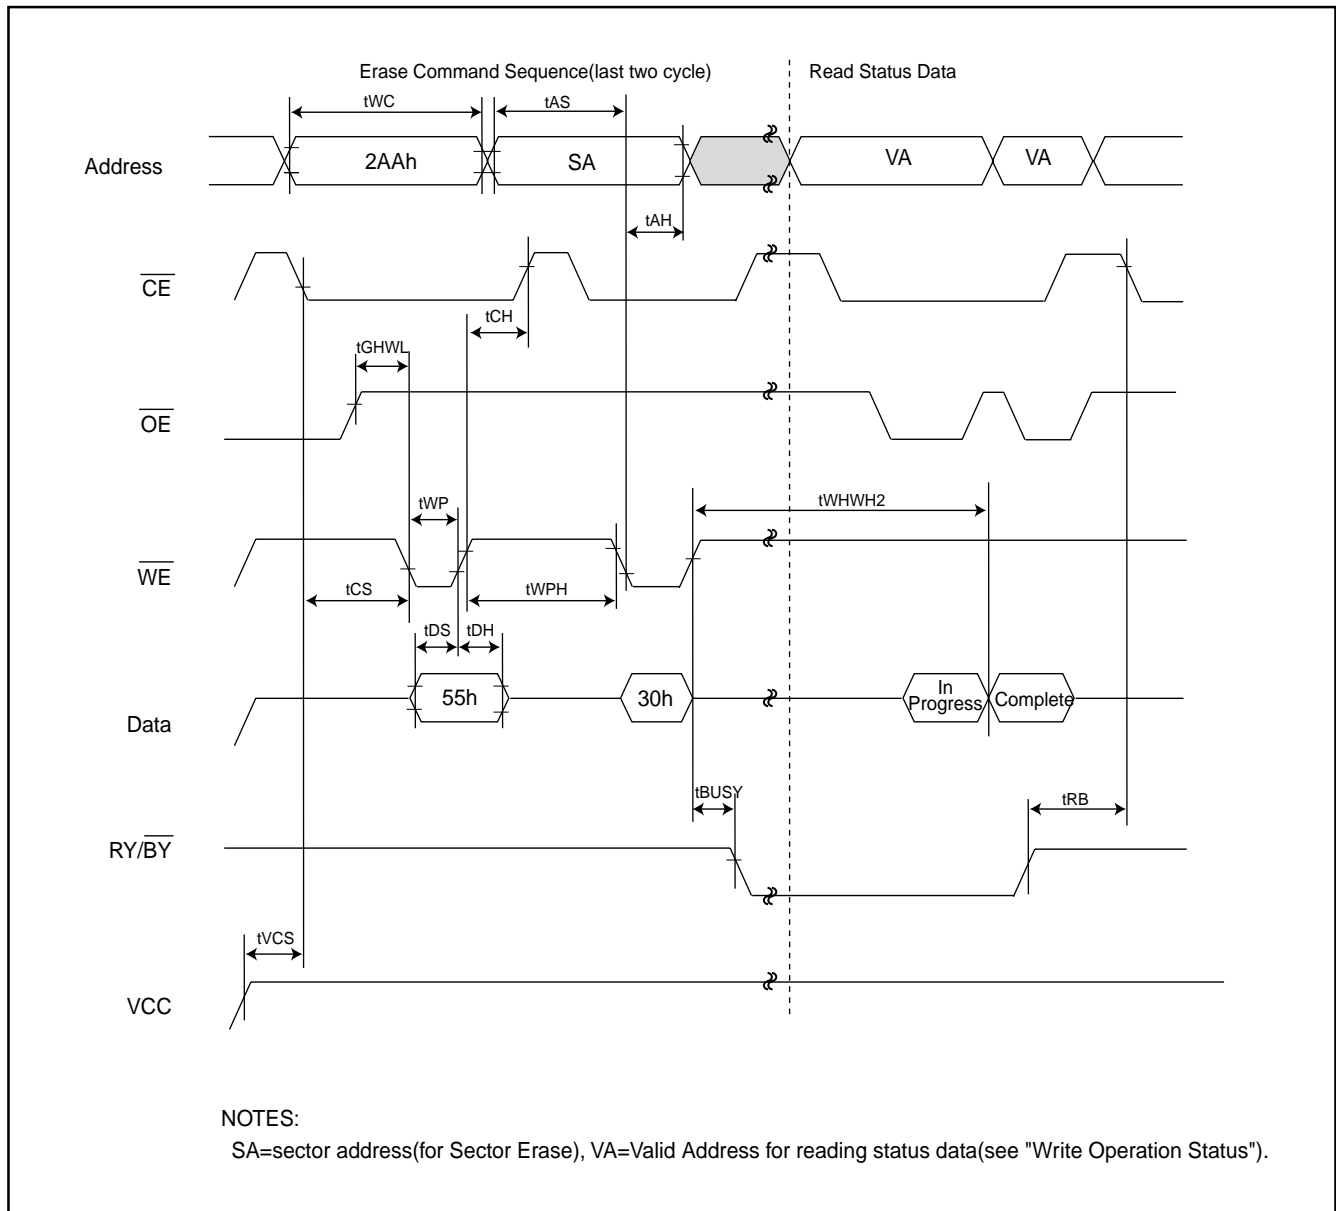 Erase Command Sequence(last two cycle)
Read Status Data
tWC
tAS
Address
2AAh
SA
VA
VA
tAH
CE
tCH
tGHWL
OE
tWP
tWHWH2
WE
tCS
tWPH
tDS
tDH
Data
55h
30h
In
Progress
Complete
tBUSY
tRB
RY/BY
tVCS
VCC
NOTES:
SA=sector address(for Sector Erase), VA=Valid Address for reading status data(see "Write Operation Status").